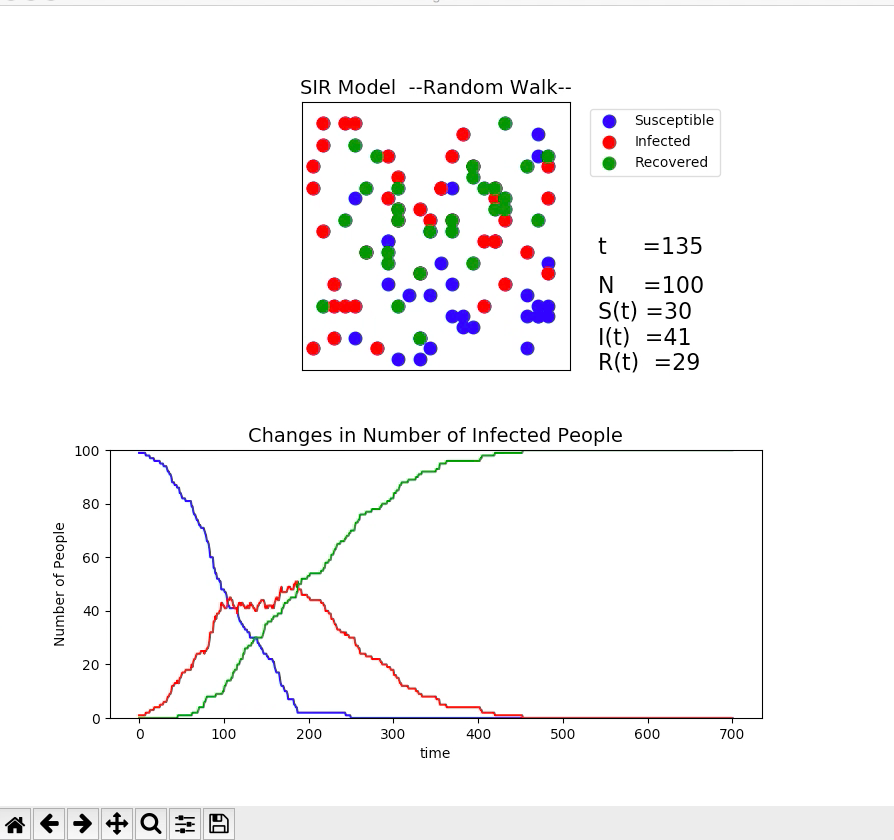 SIR Model  --Random Walk--
Susceptible
Infected
Recovered
t =135
N =100
S(t) =30
I(t) =41
R(t) =29
Changes in Number of Infected People
Number of People
100
80
60
40
20
0
0 100 200 300 400 500 600 700
time